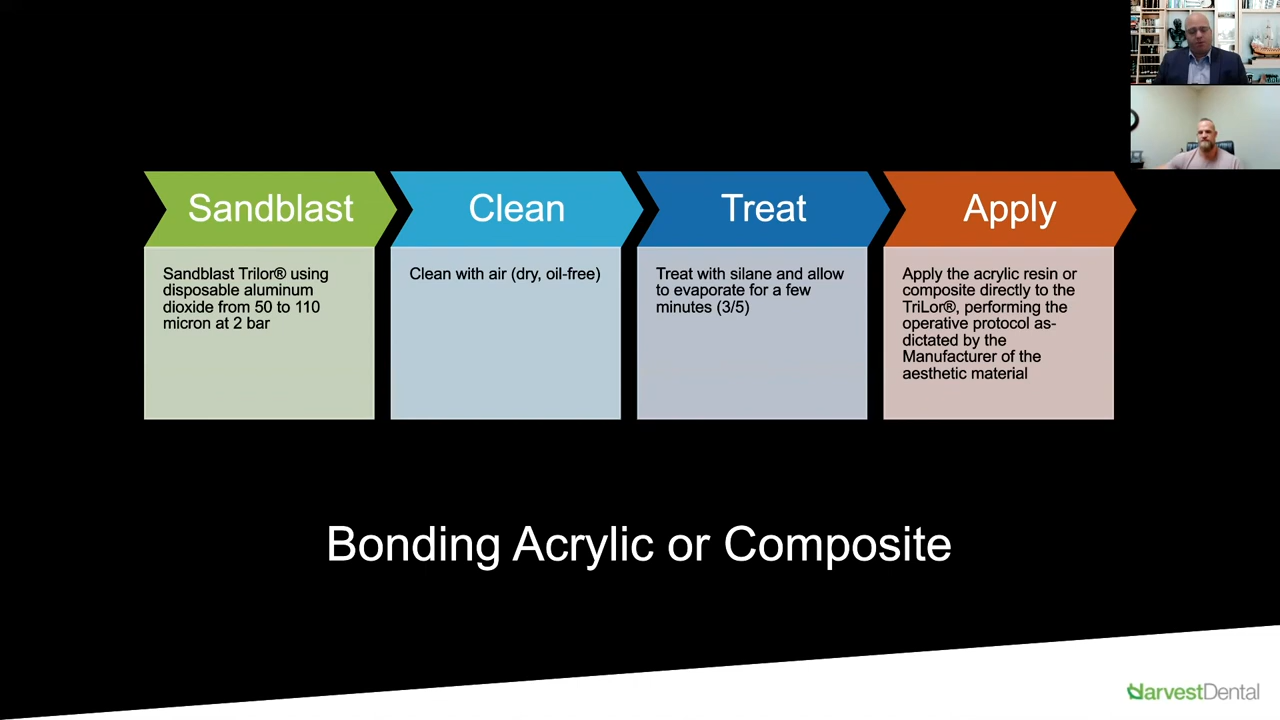 Sandblast
Clean
Treat
Apply
Sandblast Trilor® using
disposable aluminum
dioxide from 50 to 110
micron at 2 bar
Clean with air (dry, oil-free)
Treat with silane and allow
to evaporate for a few
minutes (3/5)
Apply the acrylic resin or
composite directly to the
TriLor®, performing the
operative protocol as-
dictated by the
Manufacturer of the
aesthetic material
Bonding Acrylic or Composite
HarvestDental